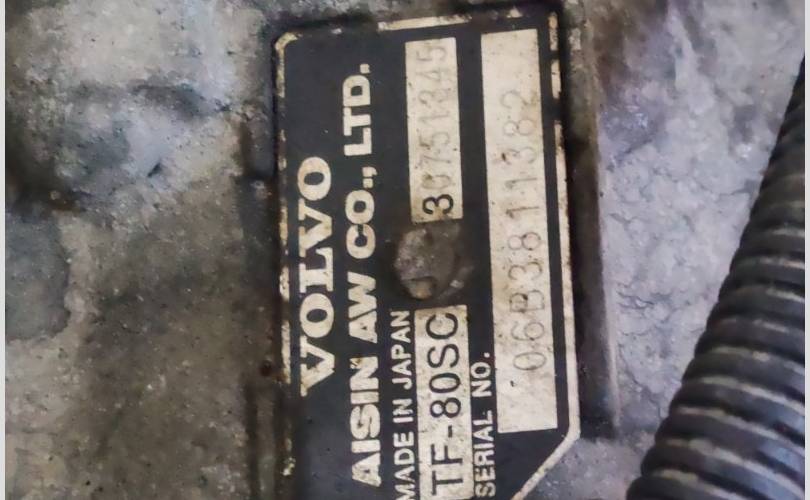 VOLVO
AISIN AW CO., LTD.
MADE IN JAPAN
TF-80SC 30751345
SERIAL NO.
06B3811382